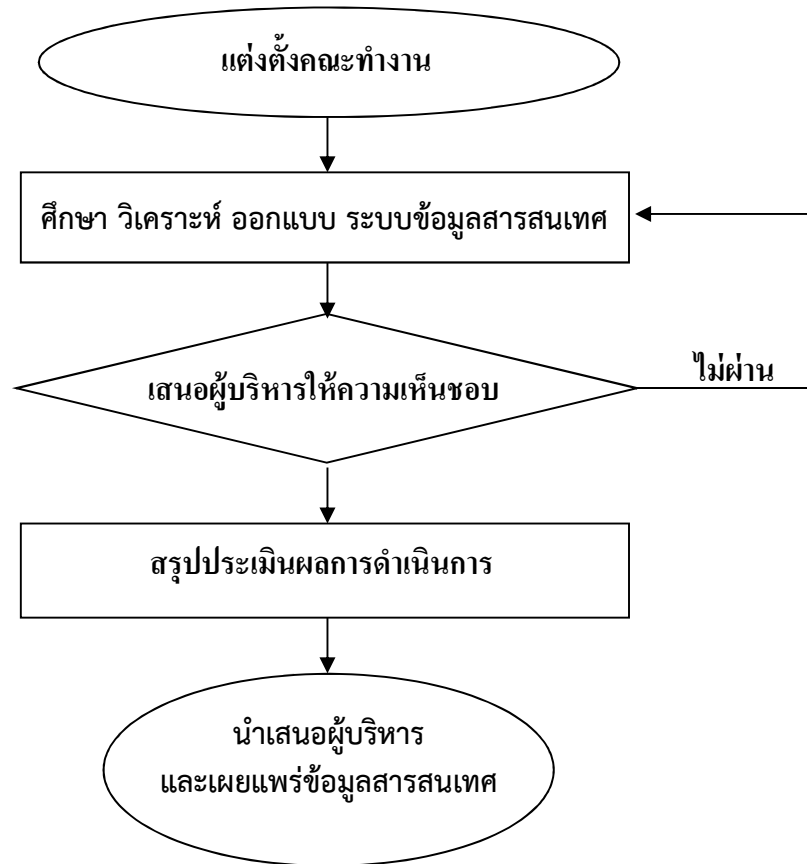 แต่งตั้งคณะทำงาน
ศึกษา วิเคราะห์ ออกแบบ ระบบข้อมูลสารสนเทศ
เสนอผู้บริหารให้ความเห็นชอบ
ไม่ผ่าน
สรุปประเมินผลการดำเนินการ
นำเสนอผู้บริหาร
และเผยแพร่ข้อมูลสารสนเทศ